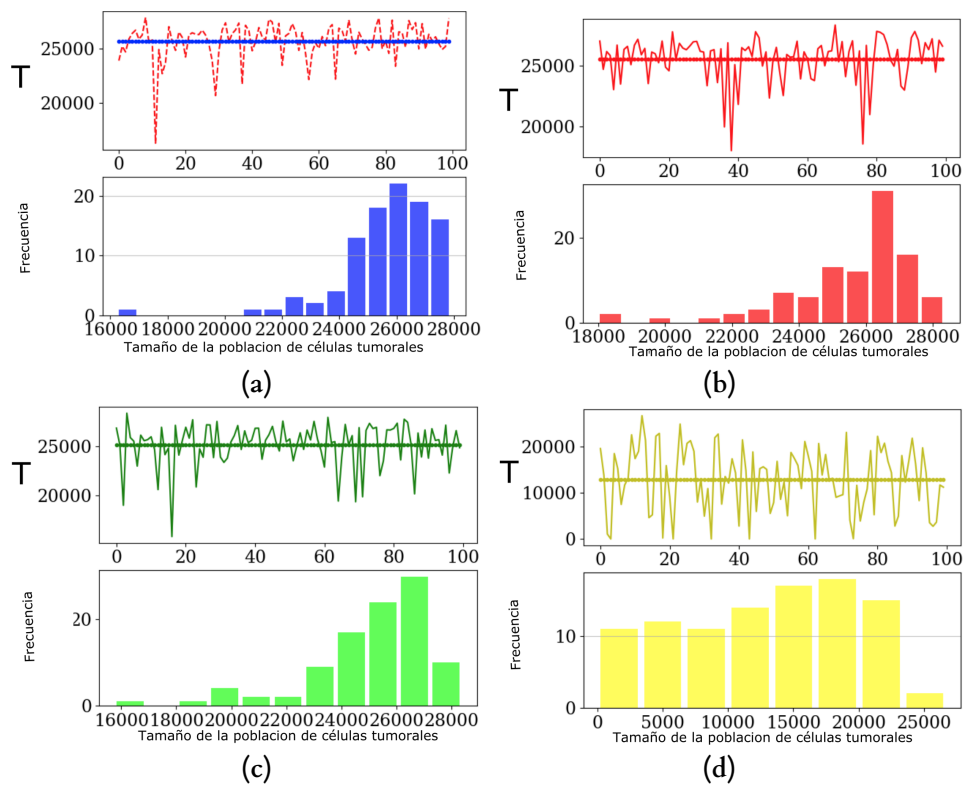 25000
T
20000
0 20 40 60 80 100
20
10
0
Frecuencia
16000 18000 20000 22000 24000 26000 28000
Tamaño de la poblacion de células tumorales
(a)
25000
T
20000
0 20 40 60 80 100
20
0
Frecuencia
18000 20000 22000 24000 26000 28000
Tamaño de la poblacion de células tumorales
(b)
25000
T
20000
0 20 40 60 80 100
20
0
Frecuencia
16000 18000 20000 22000 24000 26000 28000
Tamaño de la poblacion de células tumorales
(c)
20000
T
10000
0
0 20 40 60 80 100
10
0
Frecuencia
0 5000 10000 15000 20000 25000
Tamaño de la poblacion de células tumorales
(d)